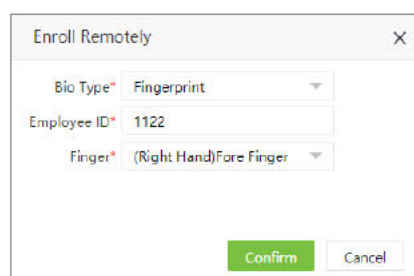 Enroll Remotely
Bio Type* Fingerprint
Employee ID* 1122
Finger* (Right Hand)Fore Finger
Confirm Cancel